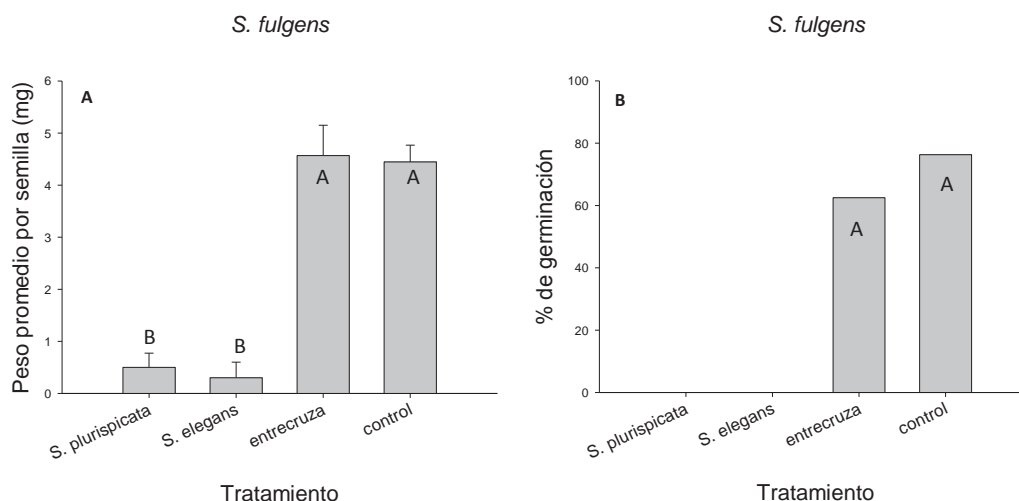 S. fulgens
Peso promedio por semilla (mg)
A
6
5
4
3
2
1
0
B
B
A
A
S. plurispicata
S. elegans
entrecruza
control
Tratamiento
S. fulgens
% de germinación
B
100
80
60
40
20
0
A
A
S. plurispicata
S. elegans
entrecruza
control
Tratamiento